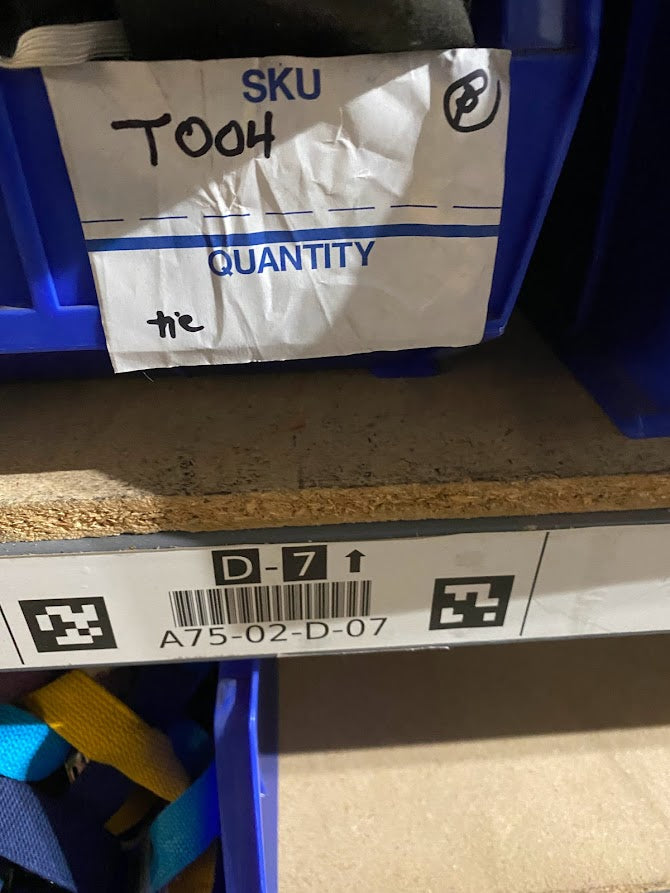 SKU
T004
QUANTITY
tie
D-7↑
A75-02-D-07